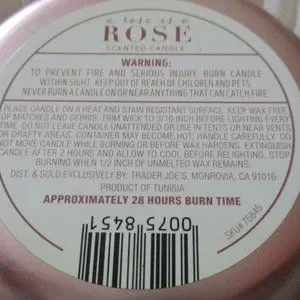 a rose is a
ROSE
SCENTED CANDLE
WARNING:
TO PREVENT FIRE AND SERIOUS INJURY BURN CANDLE
WITHIN SIGHT. KEEP OUT OF REACH OF CHILDREN AND PETS.
NEVER BURN A CANDLE ON OR NEAR ANYTHING THAT CAN CATCH FIRE.
PLACE CANDLE ON A HEAT AND STAIN RESISTANT SURFACE. KEEP WAX FREE
OF MATCHES AND DEBRIS. TRIM WICK TO 3/16 INCH BEFORE LIGHTING EVERY
TIME. DO NOT LEAVE CANDLE UNATTENDED OR USE IN TENTS OR NEAR VENTS
OR DRAFTY AREAS. CONTAINER MAY BECOME HOT; HANDLE CAREFULLY. DO
NOT MOVE CANDLE WHILE BURNING OR BEFORE WAX HARDENS. EXTINGUISH
CANDLE AFTER 2 HOURS AND ALLOW TO COOL BEFORE RELIGHTING. STOP
BURNING WHEN 1/2 INCH OF UNMELTED WAX REMAINS.
DIST. & SOLD EXCLUSIVELY BY: TRADER JOE'S, MONROVIA, CA 91016
PRODUCT OF TUNISIA
APPROXIMATELY 28 HOURS BURN TIME
0075 8451
SKU# 75845